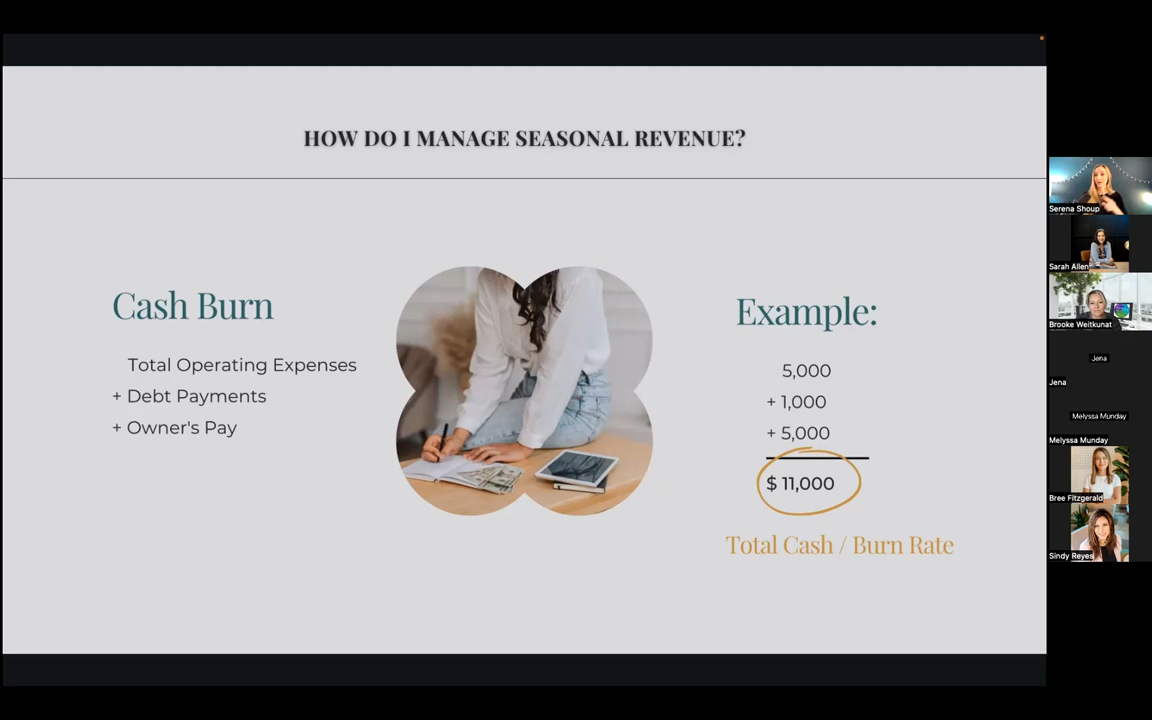 HOW DO I MANAGE SEASONAL REVENUE?
Cash Burn
Total Operating Expenses
+ Debt Payments
+ Owner's Pay
Example:
5,000
+ 1,000
+ 5,000
$ 11,000
Total Cash / Burn Rate
Serena Shoup
Sarah Allen
Brooke Weitkunat
Jena
Jena
Melyssa Munday
Melyssa Munday
Bree Fitzgerald
Sindy Reyes